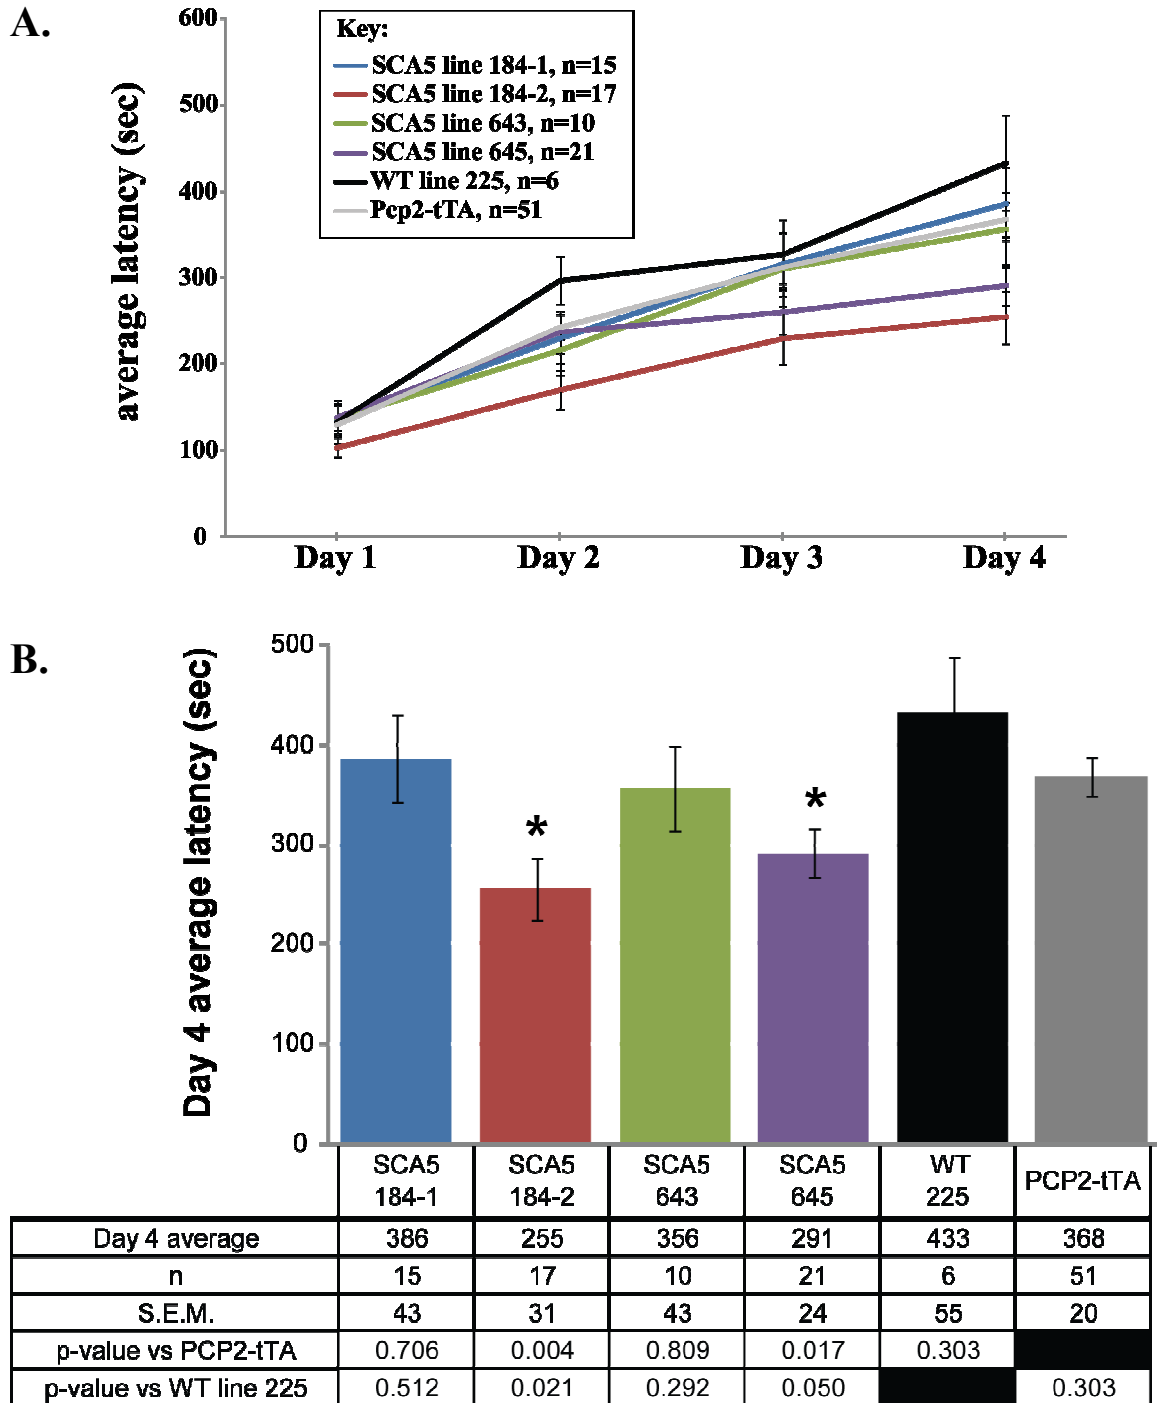 A.
600
500
400
300
200
100
0
average latency (sec)
Key:
SCA5 line 184-1, n=15
SCA5 line 184-2, n=17
SCA5 line 643, n=10
SCA5 line 645, n=21
WT line 225, n=6
Pcp2-tTA, n=51
Day 1 Day 2 Day 3 Day 4
B.
500
400
300
200
100
0
Day 4 average latency (sec)
* *
SCA5 184-1 SCA5 184-2 SCA5 643 SCA5 645 WT 225 PCP2-tTA
Day 4 average 386 255 356 291 433 368
n 15 17 10 21 6 51
S.E.M. 43 31 43 24 55 20
p-value vs PCP2-tTA 0.706 0.004 0.809 0.017 0.303
p-value vs WT line 225 0.512 0.021 0.292 0.050 0.303